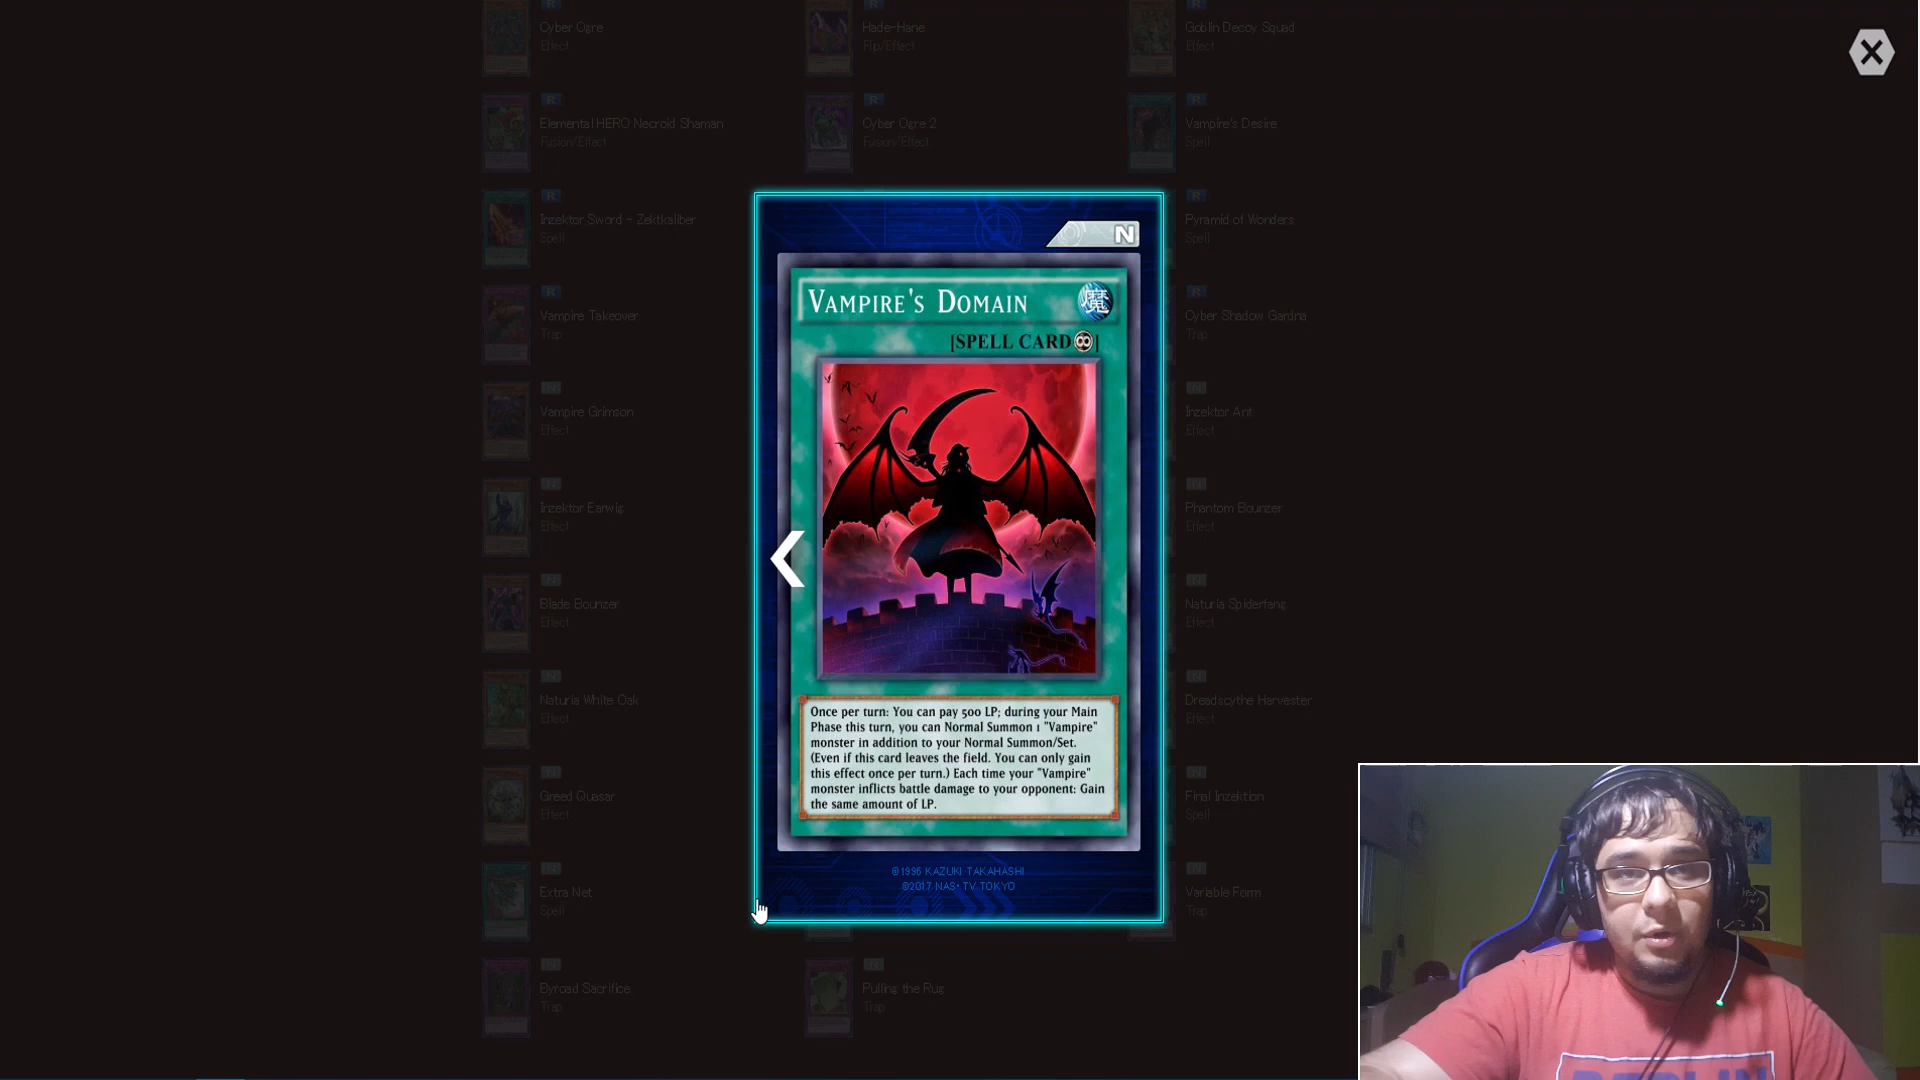 R
Cyber Ogre
Effect
R
Hade-Hane
Flip/Effect
R
Goblin Decoy Squad
Effect
R
Elemental HERO Necroid Shaman
Fusion/Effect
R
Cyber Ogre 2
Fusion/Effect
R
Vampire's Desire
Spell
R
Inzektor Sword - Zektkaliber
Spell
R
Pyramid of Wonders
Spell
R
Vampire Takeover
Trap
R
Cyber Shadow Gardna
Trap
N
Vampire Grimson
Effect
N
Inzektor Ant
Effect
N
Inzektor Earwig
Effect
N
Phantom Bounzer
Effect
N
Blade Bounzer
Effect
N
Naturia Spiderfang
Effect
N
Naturia White Oak
Effect
N
Dreadscythe Harvester
Effect
N
Greed Quasar
Effect
N
Final Inzektion
Spell
N
Extra Net
Spell
N
Variable Form
Trap
N
Byroad Sacrifice
Trap
N
Pulling the Rug
Trap
N
VAMPIRE'S DOMAIN
魔
[SPELL CARD∞]
Once per turn: You can pay 500 LP; during your Main
Phase this turn, you can Normal Summon 1 "Vampire"
monster in addition to your Normal Summon/Set.
(Even if this card leaves the field. You can only gain
this effect once per turn.) Each time your "Vampire"
monster inflicts battle damage to your opponent: Gain
the same amount of LP.
©1996 KAZUKI TAKAHASHI
©2017 NAS・TV TOKYO
X